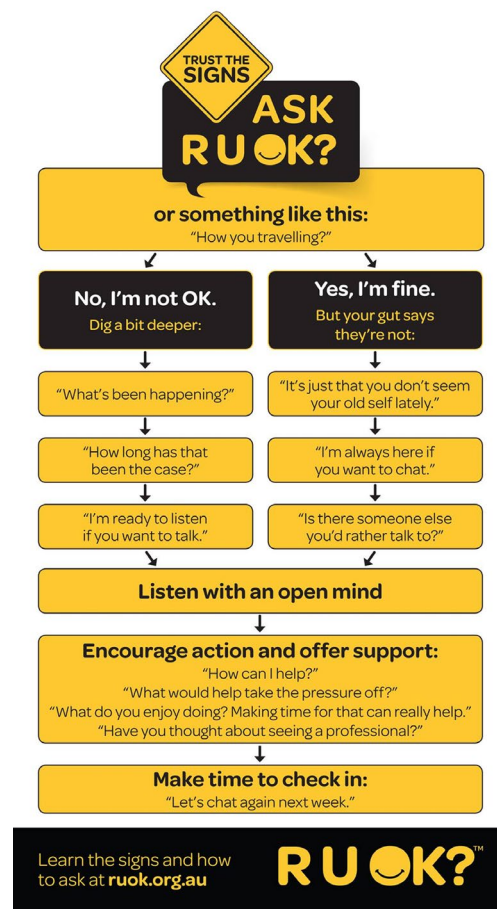 TRUST THE
SIGNS
ASK
R U OK?
or something like this:
“How you travelling?”
No, I’m not OK.
Dig a bit deeper:
“What’s been happening?”
“How long has that
been the case?”
“I’m ready to listen
if you want to talk.”
Yes, I’m fine.
But your gut says
they’re not:
“It’s just that you don’t seem
your old self lately.”
“I’m always here if
you want to chat.”
“Is there someone else
you’d rather talk to?”
Listen with an open mind
Encourage action and offer support:
“How can I help?”
“What would help take the pressure off?”
“What do you enjoy doing? Making time for that can really help.”
“Have you thought about seeing a professional?”
Make time to check in:
“Let’s chat again next week.”
Learn the signs and how
to ask at ruok.org.au
R U OK?™